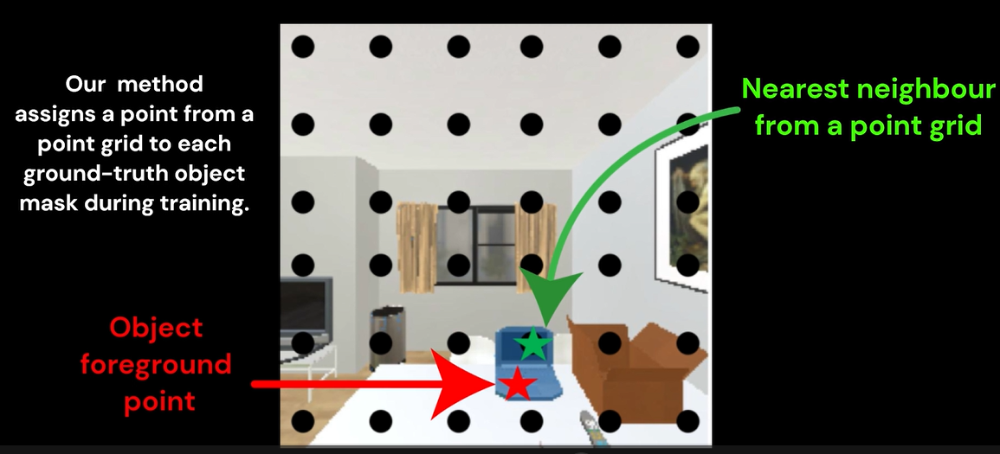 Our method
assigns a point from a
point grid to each
ground-truth object
mask during training.
Nearest neighbour
from a point grid
Object
foreground
point